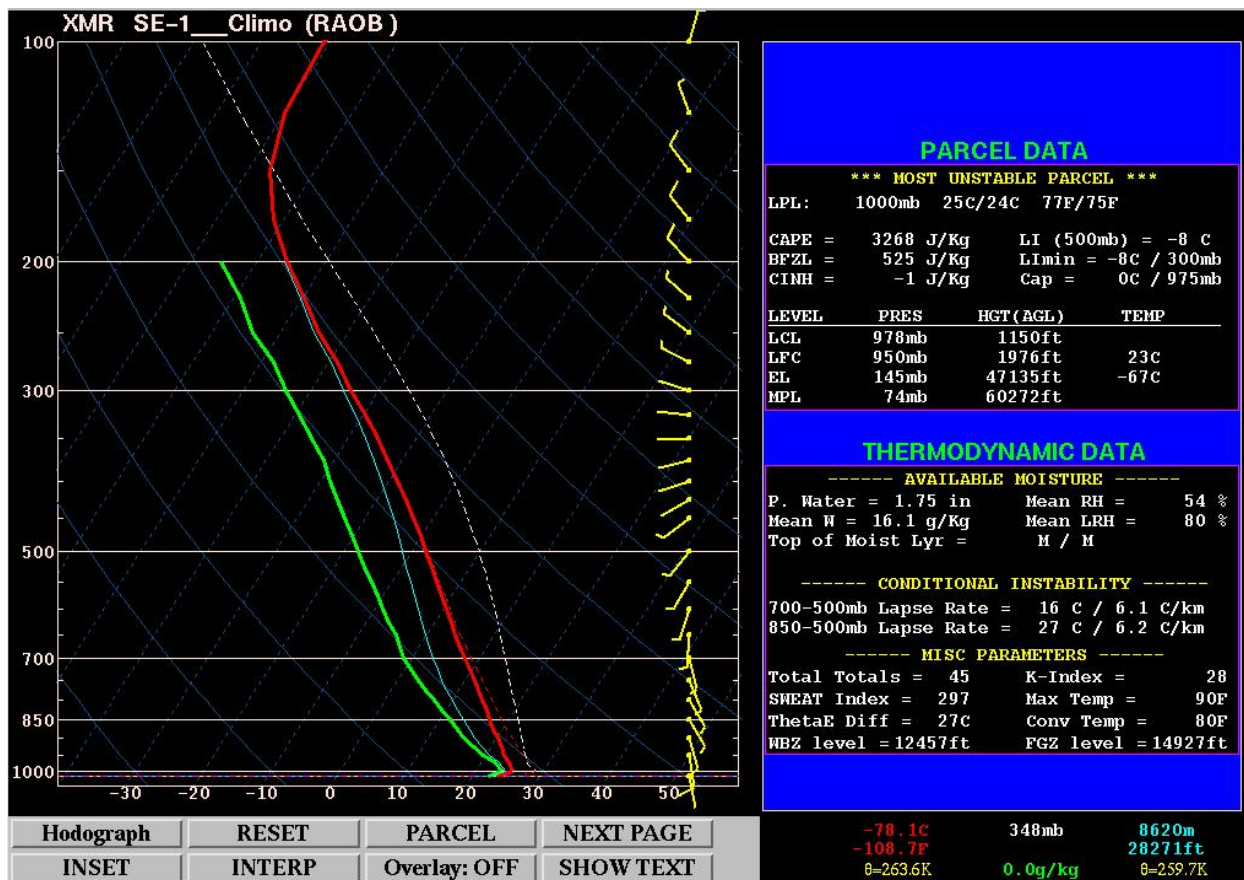 XMR SE-1___Climo (RAOB )
100
200
300
500
700
850
1000
-30 -20 -10 0 10 20 30 40 50
PARCEL DATA
*** MOST UNSTABLE PARCEL ***
LPL: 1000mb 25C/24C 77F/75F
CAPE = 3268 J/Kg LI (500mb) = -8 C
BFZL = 525 J/Kg LImin = -8C / 300mb
CINH = -1 J/Kg Cap = 0C / 975mb
LEVEL PRES HGT(AGL) TEMP
LCL 978mb 1150ft
LFC 950mb 1976ft 23C
EL 145mb 47135ft -67C
MPL 74mb 60272ft
THERMODYNAMIC DATA
------ AVAILABLE MOISTURE ------
P. Water = 1.75 in Mean RH = 54 %
Mean W = 16.1 g/Kg Mean LRH = 80 %
Top of Moist Lyr = M / M
------ CONDITIONAL INSTABILITY ------
700-500mb Lapse Rate = 16 C / 6.1 C/km
850-500mb Lapse Rate = 27 C / 6.2 C/km
------ MISC PARAMETERS ------
Total Totals = 45 K-Index = 28
SWEAT Index = 297 Max Temp = 90F
ThetaE Diff = 27C Conv Temp = 80F
WBZ level =12457ft FGZ level =14927ft
Hodograph RESET PARCEL NEXT PAGE
INSET INTERP Overlay: OFF SHOW TEXT
-78.1C 348mb 8620m
-108.7F 28271ft
θ=263.6K 0.0g/kg θ=259.7K